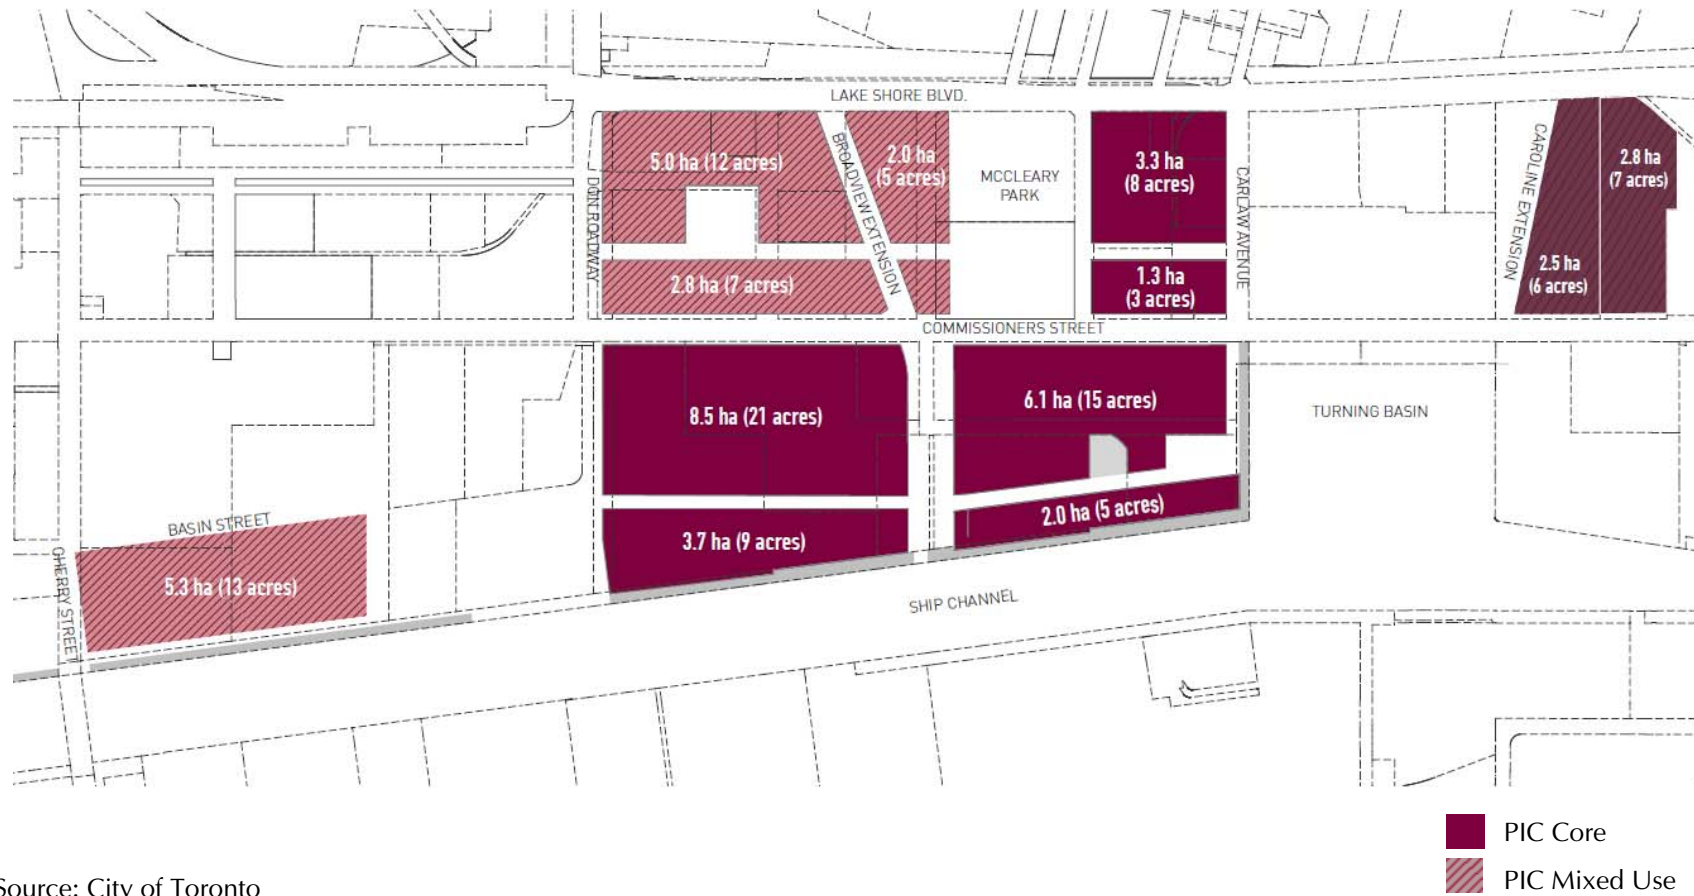 LAKE SHORE BLVD.
5.0 ha (12 acres)
BROADVIEW EXTENSION
2.0 ha
(5 acres)
MCCLEARY
PARK
3.3 ha
(8 acres)
CARLAW AVENUE
CAROLINE EXTENSION
2.8 ha
(7 acres)
DON ROADWAY
2.8 ha (7 acres)
1.3 ha
(3 acres)
2.5 ha
(6 acres)
COMMISSIONERS STREET
8.5 ha (21 acres)
6.1 ha (15 acres)
TURNING BASIN
BASIN STREET
2.0 ha (5 acres)
3.7 ha (9 acres)
CHERRY STREET
5.3 ha (13 acres)
SHIP CHANNEL
PIC Core
PIC Mixed Use
Source: City of Toronto